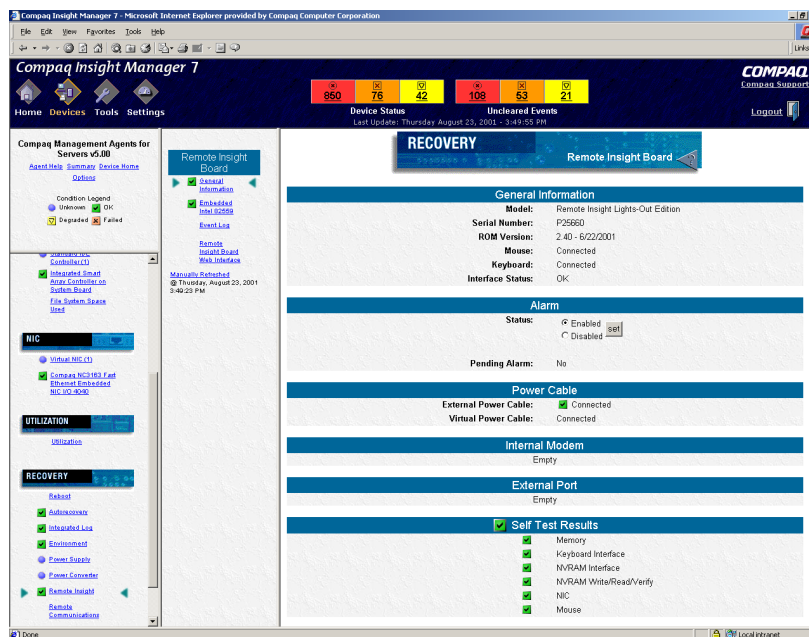 Compaq Insight Manager 7 - Microsoft Internet Explorer provided by Compaq Computer Corporation
File Edit View Favorites Tools Help
Links
Compaq Insight Manager 7
Home Devices Tools Settings
850 76 42
Device Status
108 53 21
Uncleared Events
Last Update: Thursday August 23, 2001 - 3:49:55 PM
COMPAQ
Compaq Support
Logout
Compaq Management Agents for
Servers v5.00
Agent Help Summary Device Home
Options
Condition Legend
Unknown OK
Degraded Failed
Controller (1)
Integrated Smart
Array Controller on
System Board
File System Space
Used
NIC
Virtual NIC (1)
Compaq NC3163 Fast
Ethernet Embedded
NIC I/O 4040
UTILIZATION
Utilization
RECOVERY
Reboot
Autorecovery
Integrated Log
Environment
Power Supply
Power Converter
Remote Insight
Remote
Communications
Remote Insight
Board
General
Information
Embedded
Intel 82559
Event Log
Remote
Insight Board
Web Interface
Manually Refreshed
@ Thursday, August 23, 2001
3:49:23 PM
RECOVERY
Remote Insight Board
?
General Information
Model: Remote Insight Lights-Out Edition
Serial Number: P25660
ROM Version: 2.40 - 6/22/2001
Mouse: Connected
Keyboard: Connected
Interface Status: OK
Alarm
Status: Enabled
Disabled
set
Pending Alarm: No
Power Cable
External Power Cable: Connected
Virtual Power Cable: Connected
Internal Modem
Empty
External Port
Empty
Self Test Results
Memory
Keyboard Interface
NVRAM Interface
NVRAM Write/Read/Verify
NIC
Mouse
Done
Local intranet